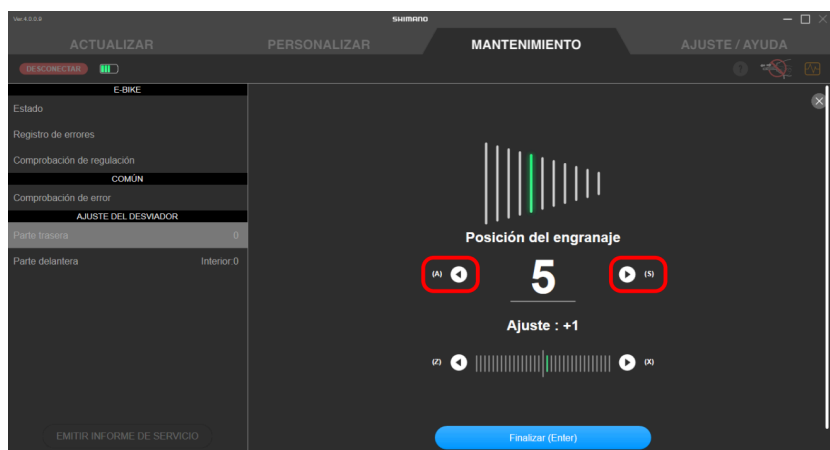 Ver.4.0.0.8
SHIMANO
ACTUALIZAR
PERSONALIZAR
MANTENIMIENTO
AJUSTE / AYUDA
DESCONECTAR
?
E-BIKE
Estado
Registro de errores
Comprobación de regulación
COMÚN
Comprobación de error
AJUSTE DEL DESVIADOR
Parte trasera 0
Parte delantera Interior:0
EMITIR INFORME DE SERVICIO
Posición del engranaje
(A) 5 (S)
Ajuste : +1
(Z) (X)
Finalizar (Enter)